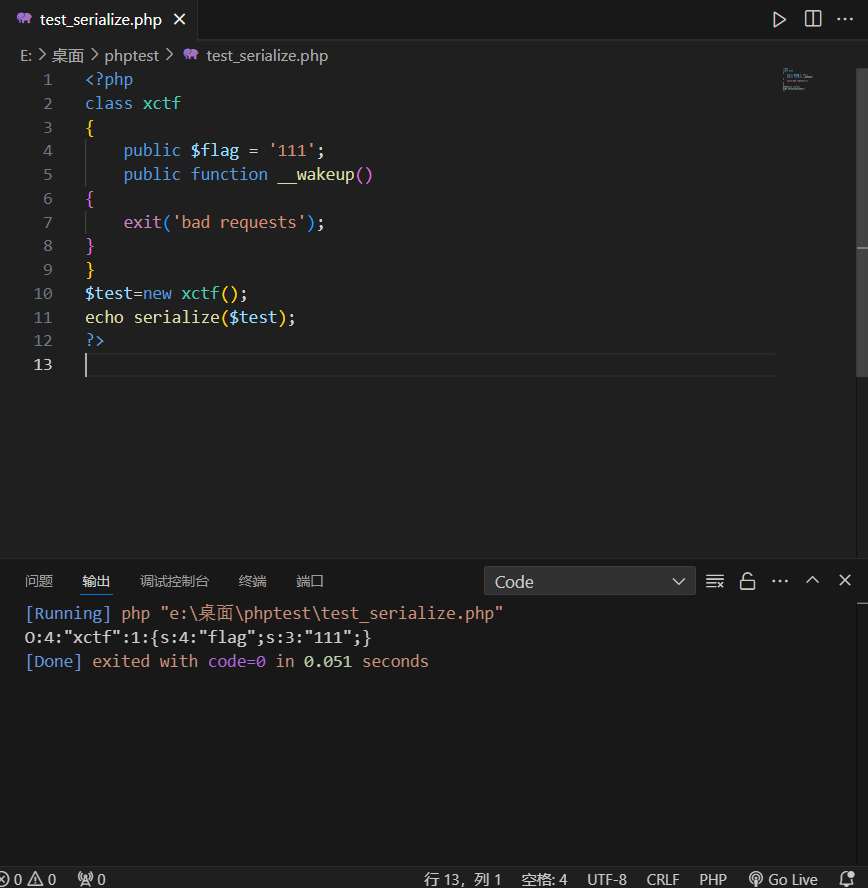 test_serialize.php
E: > 桌面 > phptest > test_serialize.php
1 <?php
2 class xctf
3 {
4     public $flag = '111';
5     public function __wakeup()
6 {
7     exit('bad requests');
8 }
9 }
10 $test=new xctf();
11 echo serialize($test);
12 ?>
13
问题 输出 调试控制台 终端 端口 Code
[Running] php "e:\桌面\phptest\test_serialize.php"
O:4:"xctf":1:{s:4:"flag";s:3:"111";}
[Done] exited with code=0 in 0.051 seconds
0 0 0 行 13，列 1 空格: 4 UTF-8 CRLF PHP Go Live